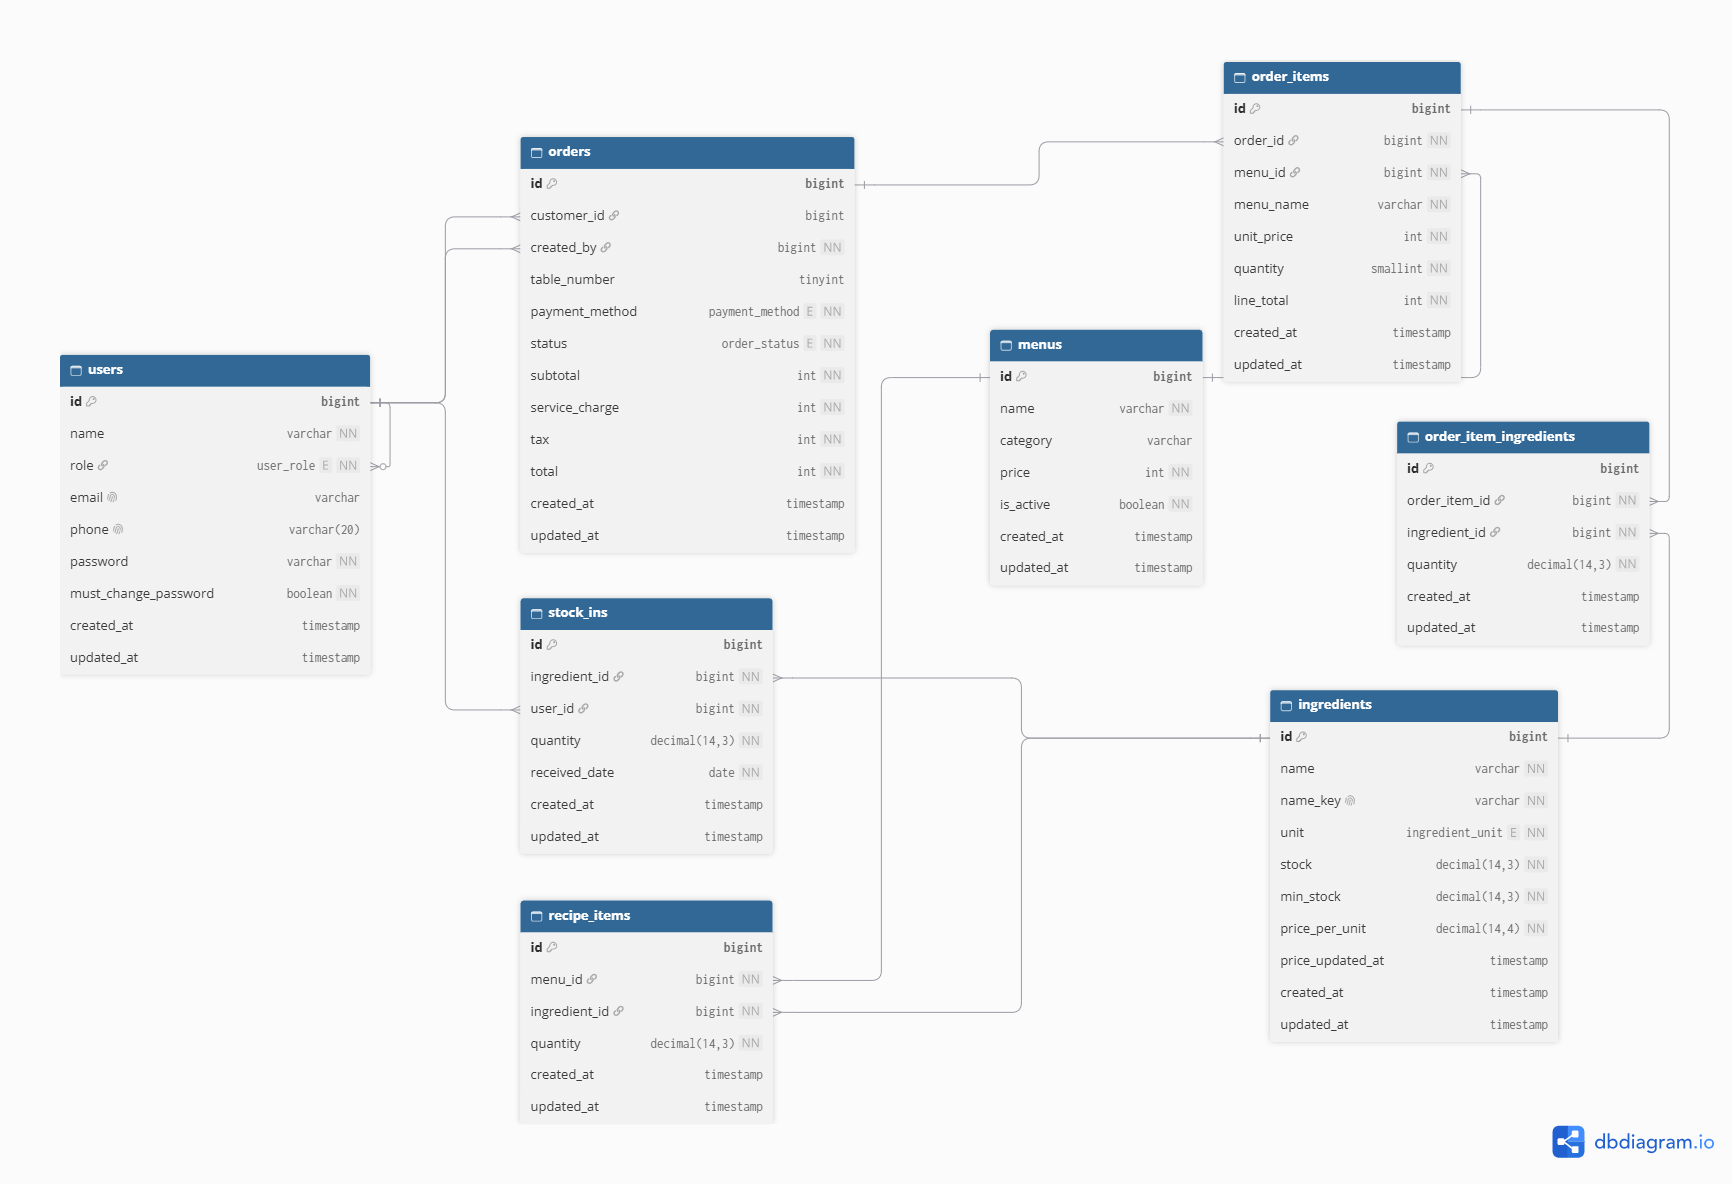 users
id bigint
name varchar NN
role user_role E NN
email varchar
phone varchar(20)
password varchar NN
must_change_password boolean NN
created_at timestamp
updated_at timestamp
orders
id bigint
customer_id bigint
created_by bigint NN
table_number tinyint
payment_method payment_method E NN
status order_status E NN
subtotal int NN
service_charge int NN
tax int NN
total int NN
created_at timestamp
updated_at timestamp
stock_ins
id bigint
ingredient_id bigint NN
user_id bigint NN
quantity decimal(14,3) NN
received_date date NN
created_at timestamp
updated_at timestamp
recipe_items
id bigint
menu_id bigint NN
ingredient_id bigint NN
quantity decimal(14,3) NN
created_at timestamp
updated_at timestamp
menus
id bigint
name varchar NN
category varchar
price int NN
is_active boolean NN
created_at timestamp
updated_at timestamp
order_items
id bigint
order_id bigint NN
menu_id bigint NN
menu_name varchar NN
unit_price int NN
quantity smallint NN
line_total int NN
created_at timestamp
updated_at timestamp
order_item_ingredients
id bigint
order_item_id bigint NN
ingredient_id bigint NN
quantity decimal(14,3) NN
created_at timestamp
updated_at timestamp
ingredients
id bigint
name varchar NN
name_key varchar NN
unit ingredient_unit E NN
stock decimal(14,3) NN
min_stock decimal(14,3) NN
price_per_unit decimal(14,4) NN
price_updated_at timestamp
created_at timestamp
updated_at timestamp
dbdiagram.io